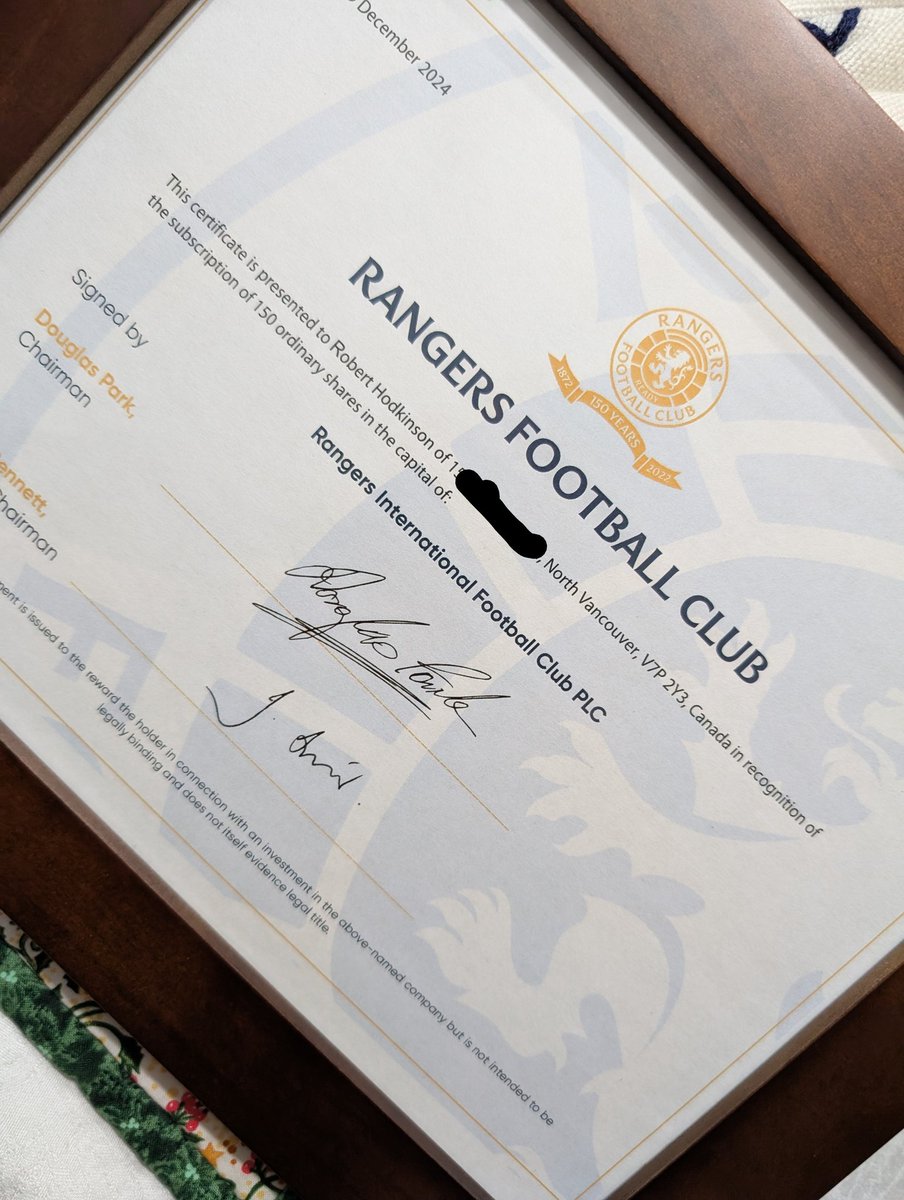 December 2024
RANGERS
FOOTBALL CLUB
READY
1872
150 YEARS
2022
RANGERS FOOTBALL CLUB
This certificate is presented to Robert Hodkinson of 15 , North Vancouver, V7P 2Y3, Canada in recognition of
the subscription of 150 ordinary shares in the capital of:
Rangers International Football Club PLC
Signed by
Douglas Park,
Chairman
ennett,
Chairman
ment is issued to the reward the holder in connection with an investment in the above-named company but is not intended to be
legally binding and does not itself evidence legal title.